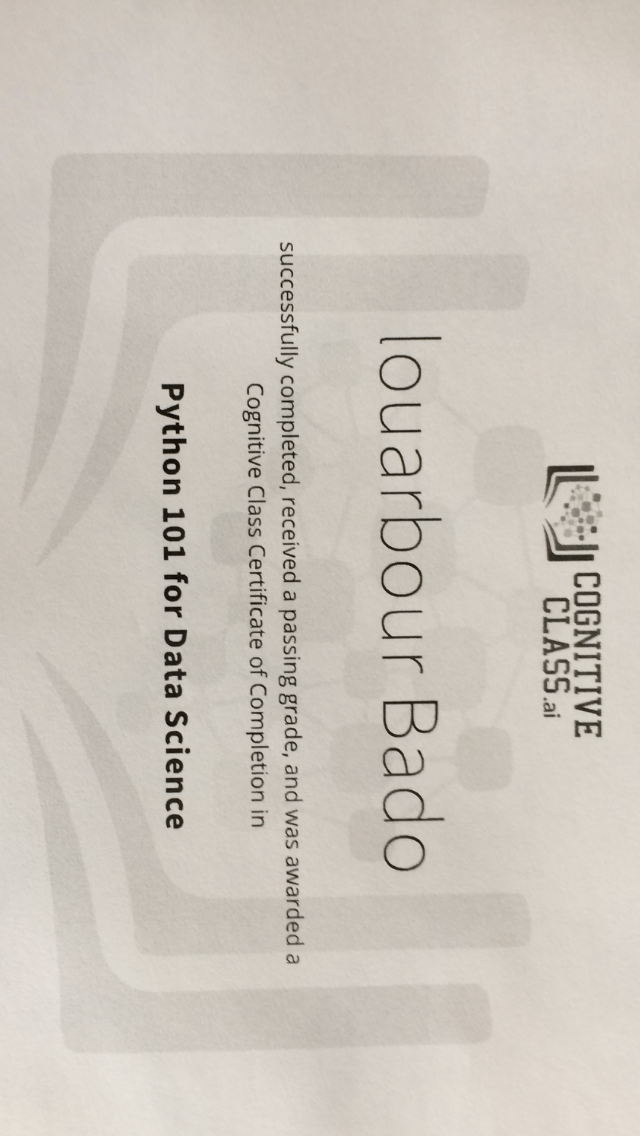 COGNITIVE
CLASS.ai
louarbour Bado
successfully completed, received a passing grade, and was awarded a
Cognitive Class Certificate of Completion in
Python 101 for Data Science